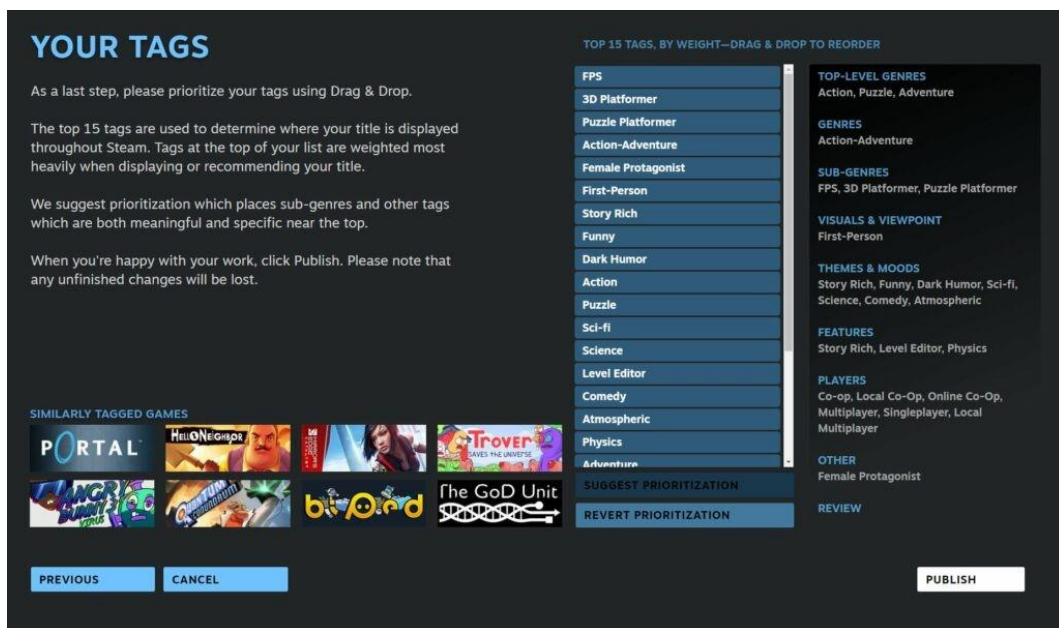 YOUR TAGS
As a last step, please prioritize your tags using Drag & Drop.
The top 15 tags are used to determine where your title is displayed
throughout Steam. Tags at the top of your list are weighted most
heavily when displaying or recommending your title.
We suggest prioritization which places sub-genres and other tags
which are both meaningful and specific near the top.
When you're happy with your work, click Publish. Please note that
any unfinished changes will be lost.
SIMILARLY TAGGED GAMES
PORTAL
HELLO NEIGHBOR
Trover
SAVES THE UNIVERSE
ANGRY
BUNNY 3
VIRUS
QUANTUM
CONUNDRUM
biped
The GoD Unit
TOP 15 TAGS, BY WEIGHT—DRAG & DROP TO REORDER
FPS
3D Platformer
Puzzle Platformer
Action-Adventure
Female Protagonist
First-Person
Story Rich
Funny
Dark Humor
Action
Puzzle
Sci-fi
Science
Level Editor
Comedy
Atmospheric
Physics
Adventure
SUGGEST PRIORITIZATION
REVERT PRIORITIZATION
TOP-LEVEL GENRES
Action, Puzzle, Adventure
GENRES
Action-Adventure
SUB-GENRES
FPS, 3D Platformer, Puzzle Platformer
VISUALS & VIEWPOINT
First-Person
THEMES & MOODS
Story Rich, Funny, Dark Humor, Sci-fi,
Science, Comedy, Atmospheric
FEATURES
Story Rich, Level Editor, Physics
PLAYERS
Co-op, Local Co-Op, Online Co-Op,
Multiplayer, Singleplayer, Local
Multiplayer
OTHER
Female Protagonist
REVIEW
PREVIOUS
CANCEL
PUBLISH